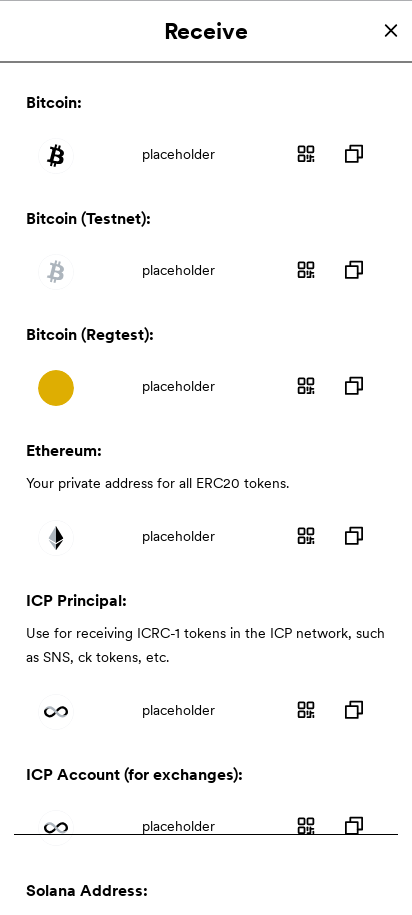 Receive
Bitcoin:
placeholder
Bitcoin (Testnet):
placeholder
Bitcoin (Regtest):
placeholder
Ethereum:
Your private address for all ERC20 tokens.
placeholder
ICP Principal:
Use for receiving ICRC-1 tokens in the ICP network, such
as SNS, ck tokens, etc.
placeholder
ICP Account (for exchanges):
placeholder
Solana Address: